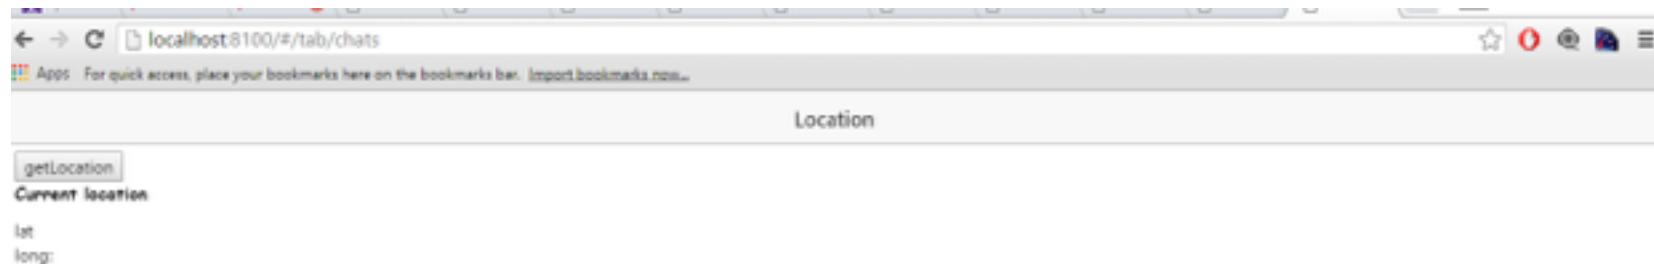 localhost:8100/#/tab/chats
Apps For quick access, place your bookmarks here on the bookmarks bar. Import bookmarks now...
Location
getLocation
Current location
lat
long: